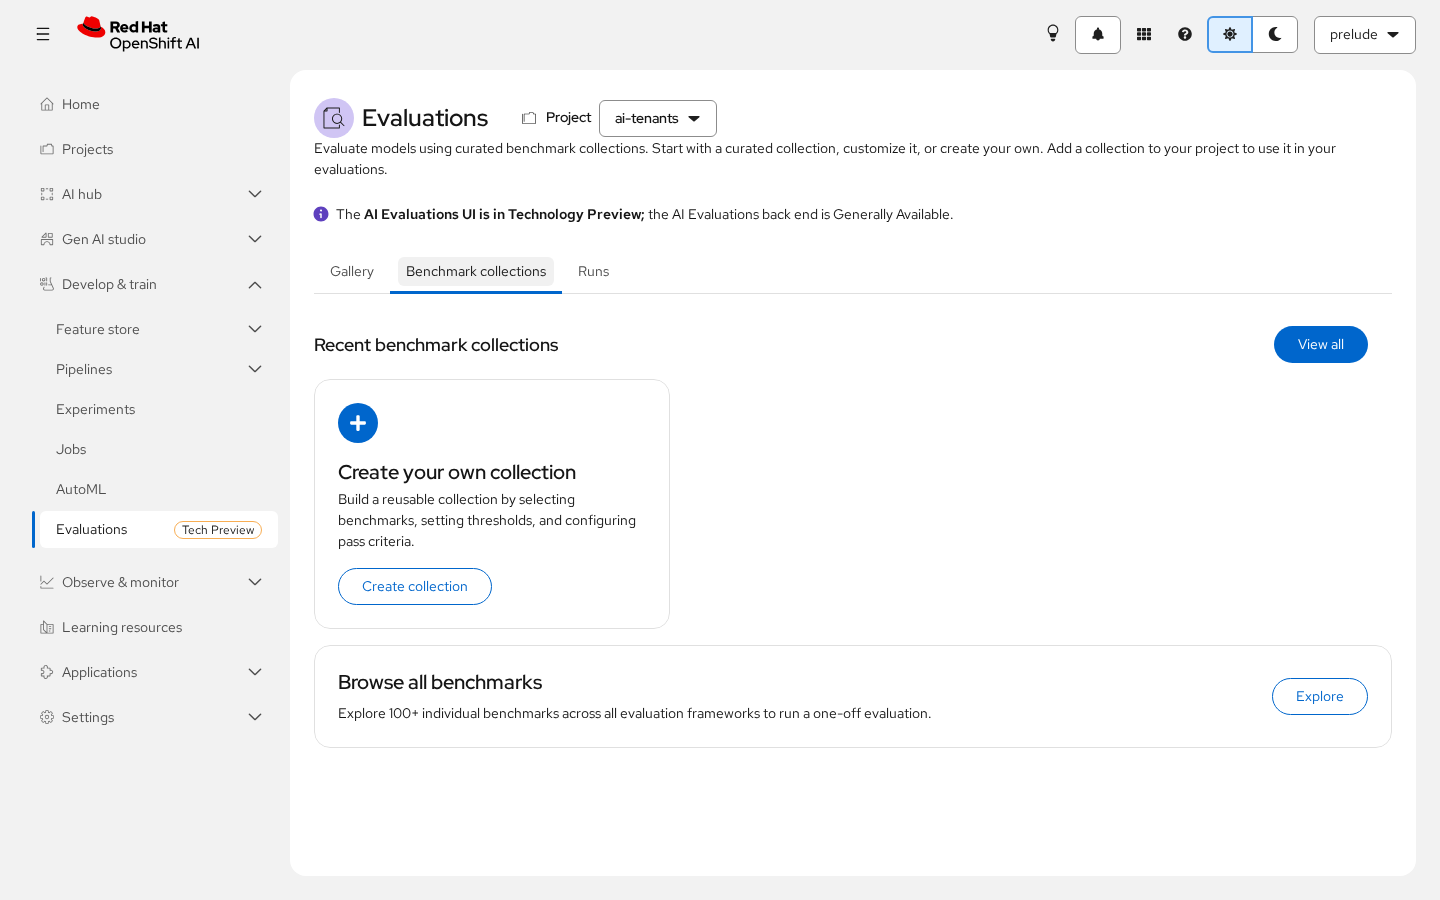 Red Hat
OpenShift AI
prelude
Home
Projects
AI hub
Gen AI studio
Develop & train
Feature store
Pipelines
Experiments
Jobs
AutoML
Evaluations
Tech Preview
Observe & monitor
Learning resources
Applications
Settings
Evaluations
Project
ai-tenants
Evaluate models using curated benchmark collections. Start with a curated collection, customize it, or create your own. Add a collection to your project to use it in your
evaluations.
The AI Evaluations UI is in Technology Preview; the AI Evaluations back end is Generally Available.
Gallery
Benchmark collections
Runs
Recent benchmark collections
View all
Create your own collection
Build a reusable collection by selecting
benchmarks, setting thresholds, and configuring
pass criteria.
Create collection
Browse all benchmarks
Explore 100+ individual benchmarks across all evaluation frameworks to run a one-off evaluation.
Explore